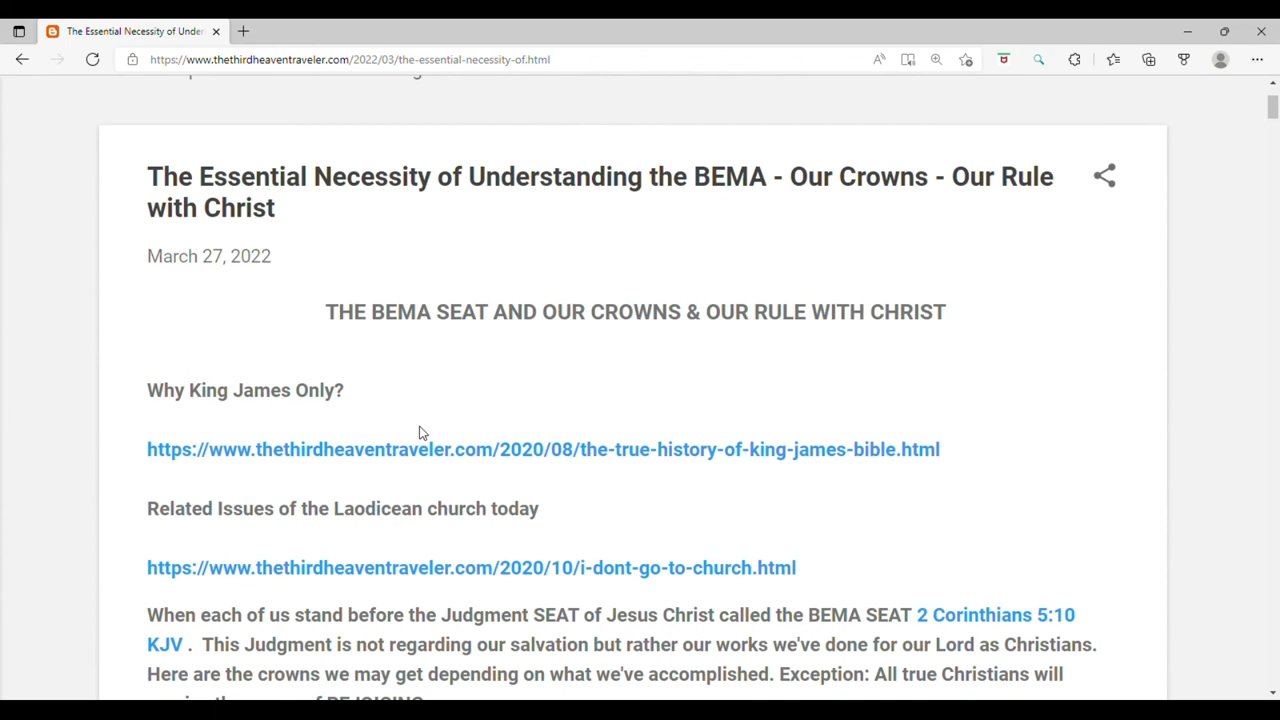 The Essential Necessity of Under
https://www.thethirdheaventraveler.com/2022/03/the-essential-necessity-of.html
The Essential Necessity of Understanding the BEMA - Our Crowns - Our Rule
with Christ
March 27, 2022
THE BEMA SEAT AND OUR CROWNS & OUR RULE WITH CHRIST
Why King James Only?
https://www.thethirdheaventraveler.com/2020/08/the-true-history-of-king-james-bible.html
Related Issues of the Laodicean church today
https://www.thethirdheaventraveler.com/2020/10/i-dont-go-to-church.html
When each of us stand before the Judgment SEAT of Jesus Christ called the BEMA SEAT 2 Corinthians 5:10
KJV . This Judgment is not regarding our salvation but rather our works we've done for our Lord as Christians.
Here are the crowns we may get depending on what we've accomplished. Exception: All true Christians will